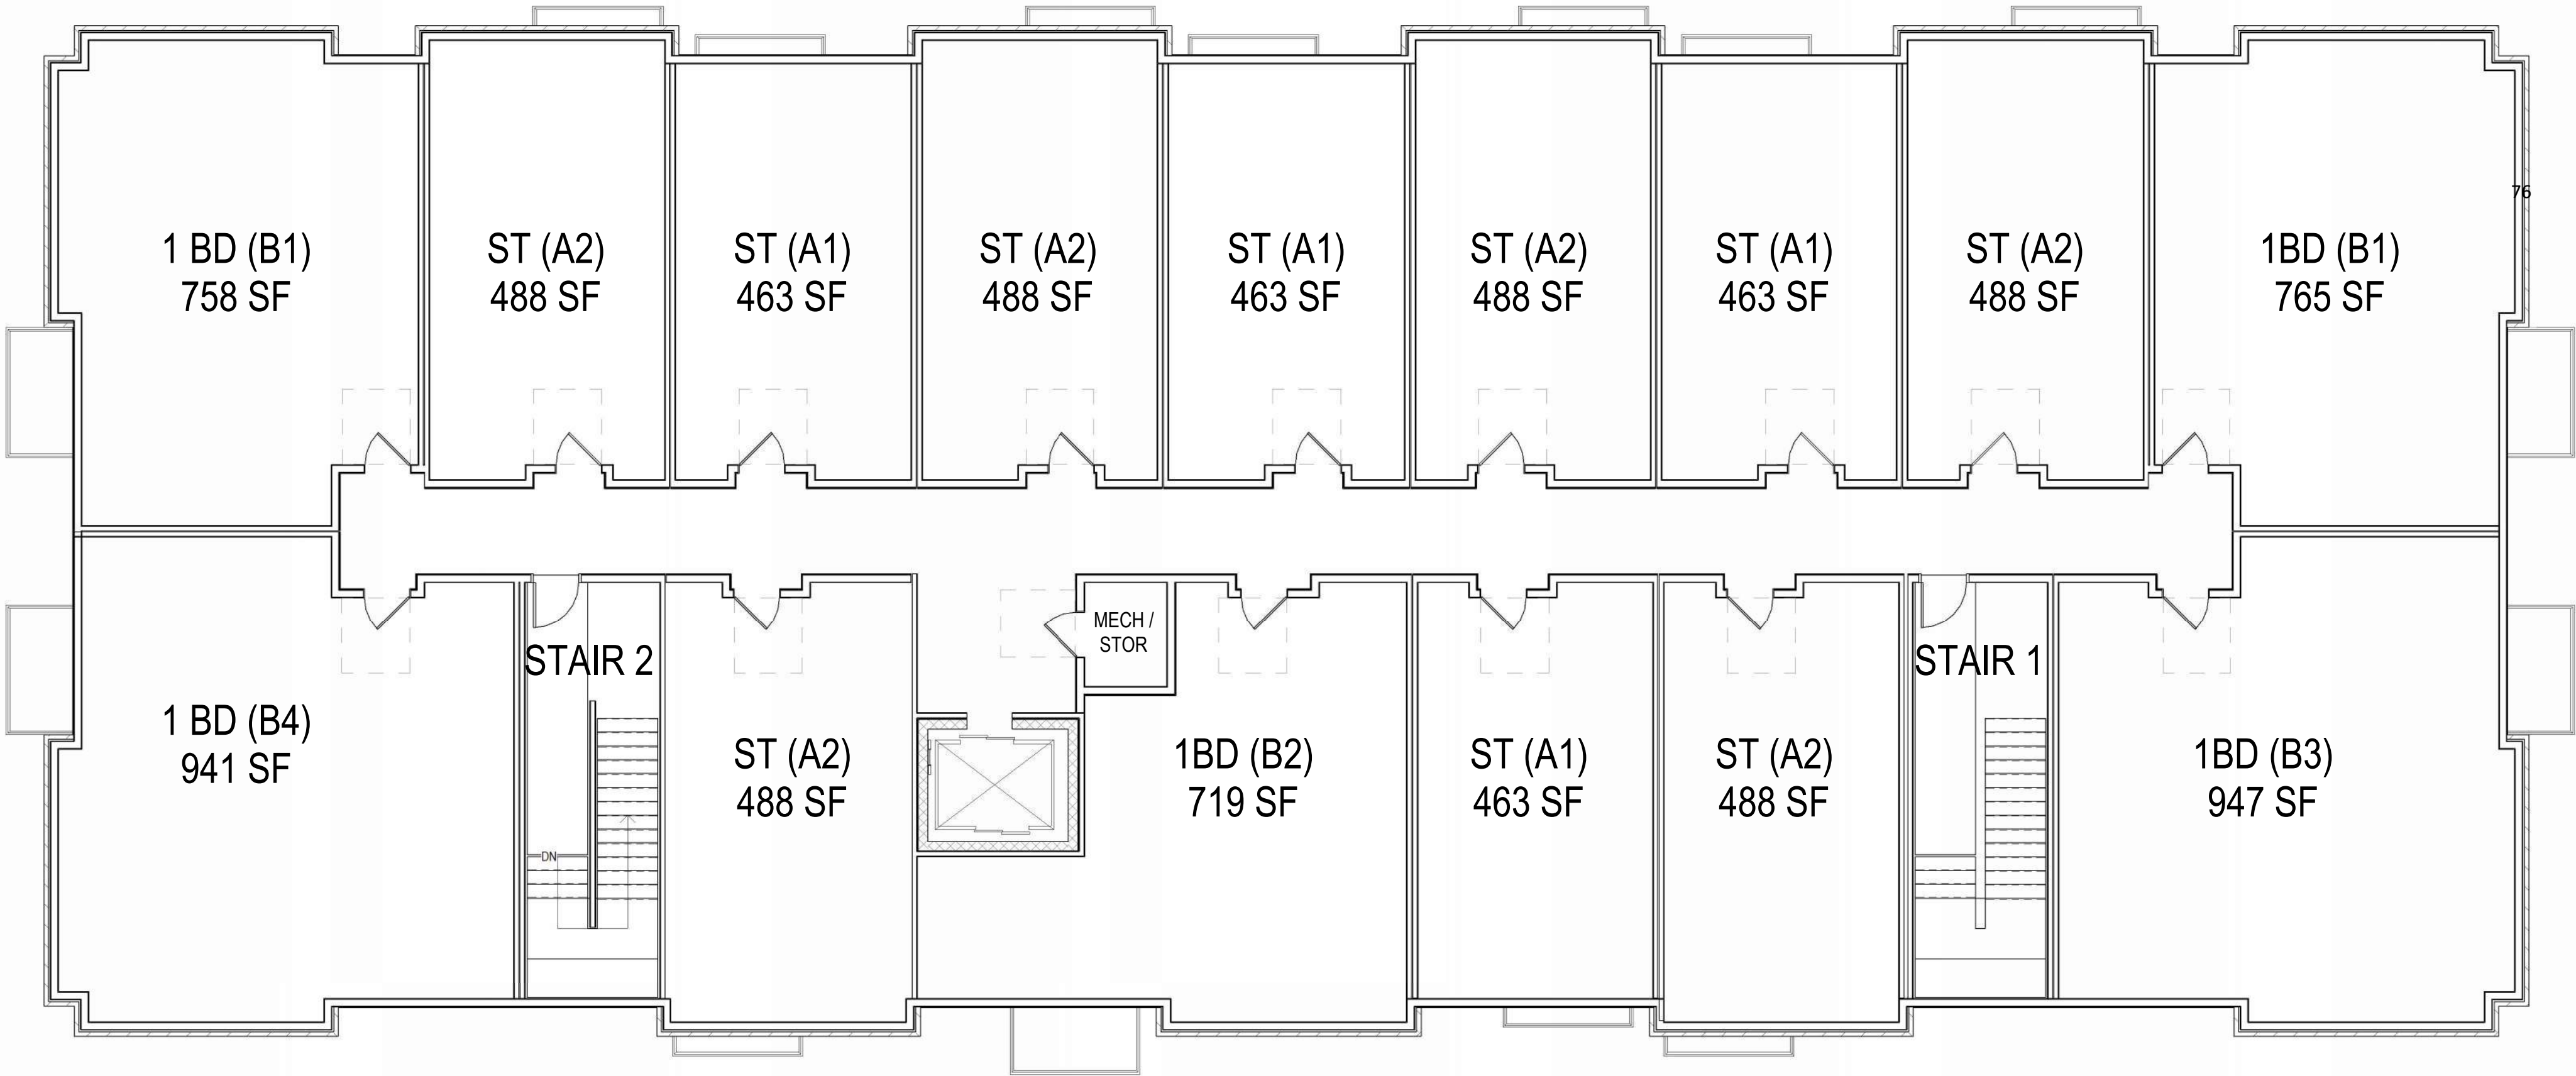 76
1 BD (B1)
758 SF
ST (A2)
488 SF
ST (A1)
463 SF
ST (A2)
488 SF
ST (A1)
463 SF
ST (A2)
488 SF
ST (A1)
463 SF
ST (A2)
488 SF
1BD (B1)
765 SF
MECH /
STOR
STAIR 2
STAIR 1
1 BD (B4)
941 SF
ST (A2)
488 SF
1BD (B2)
719 SF
ST (A1)
463 SF
ST (A2)
488 SF
1BD (B3)
947 SF
DN